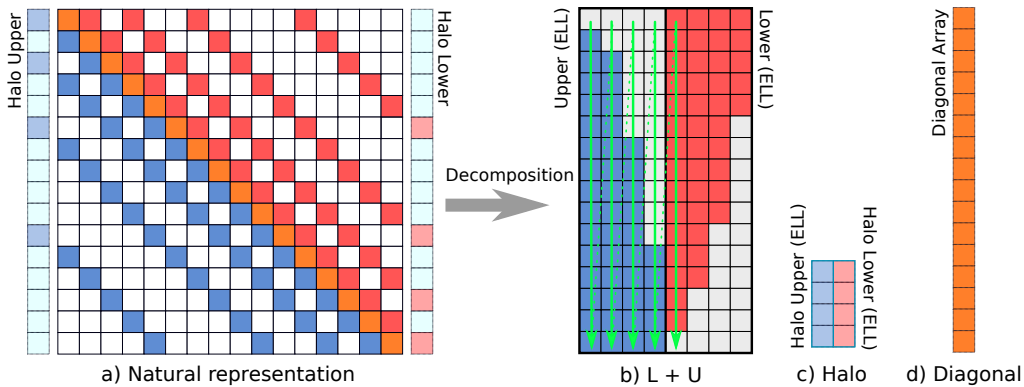 Halo Upper
Halo Lower
a) Natural representation
Decomposition
Upper (ELL)
Lower (ELL)
b) L + U
Halo Upper (ELL)
Halo Lower (ELL)
c) Halo
Diagonal Array
d) Diagonal